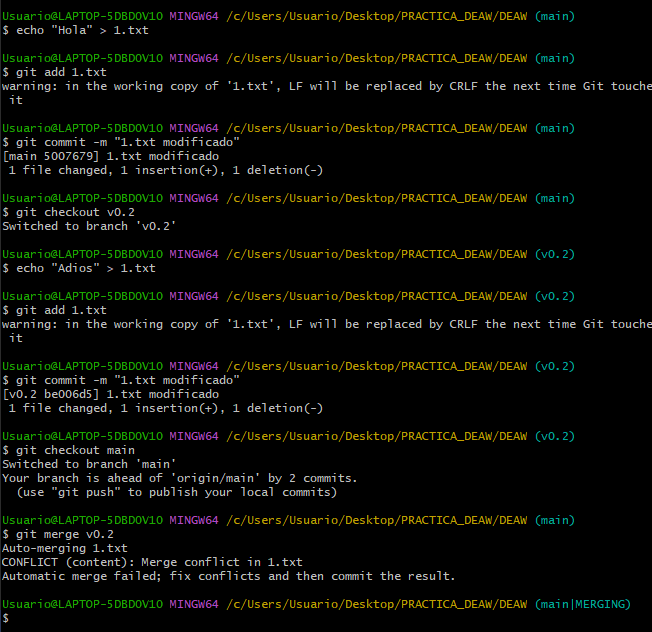 Usuario@LAPTOP-5DBDOV10 MINGW64 /c/Users/Usuario/Desktop/PRACTICA_DEAW/DEAW (main)
$ echo "Hola" > 1.txt
Usuario@LAPTOP-5DBDOV10 MINGW64 /c/Users/Usuario/Desktop/PRACTICA_DEAW/DEAW (main)
$ git add 1.txt
warning: in the working copy of '1.txt', LF will be replaced by CRLF the next time Git touche
 it
Usuario@LAPTOP-5DBDOV10 MINGW64 /c/Users/Usuario/Desktop/PRACTICA_DEAW/DEAW (main)
$ git commit -m "1.txt modificado"
[main 5007679] 1.txt modificado
 1 file changed, 1 insertion(+), 1 deletion(-)
Usuario@LAPTOP-5DBDOV10 MINGW64 /c/Users/Usuario/Desktop/PRACTICA_DEAW/DEAW (main)
$ git checkout v0.2
Switched to branch 'v0.2'
Usuario@LAPTOP-5DBDOV10 MINGW64 /c/Users/Usuario/Desktop/PRACTICA_DEAW/DEAW (v0.2)
$ echo "Adios" > 1.txt
Usuario@LAPTOP-5DBDOV10 MINGW64 /c/Users/Usuario/Desktop/PRACTICA_DEAW/DEAW (v0.2)
$ git add 1.txt
warning: in the working copy of '1.txt', LF will be replaced by CRLF the next time Git touche
 it
Usuario@LAPTOP-5DBDOV10 MINGW64 /c/Users/Usuario/Desktop/PRACTICA_DEAW/DEAW (v0.2)
$ git commit -m "1.txt modificado"
[v0.2 be006d5] 1.txt modificado
 1 file changed, 1 insertion(+), 1 deletion(-)
Usuario@LAPTOP-5DBDOV10 MINGW64 /c/Users/Usuario/Desktop/PRACTICA_DEAW/DEAW (v0.2)
$ git checkout main
Switched to branch 'main'
Your branch is ahead of 'origin/main' by 2 commits.
  (use "git push" to publish your local commits)
Usuario@LAPTOP-5DBDOV10 MINGW64 /c/Users/Usuario/Desktop/PRACTICA_DEAW/DEAW (main)
$ git merge v0.2
Auto-merging 1.txt
CONFLICT (content): Merge conflict in 1.txt
Automatic merge failed; fix conflicts and then commit the result.
Usuario@LAPTOP-5DBDOV10 MINGW64 /c/Users/Usuario/Desktop/PRACTICA_DEAW/DEAW (main|MERGING)
$